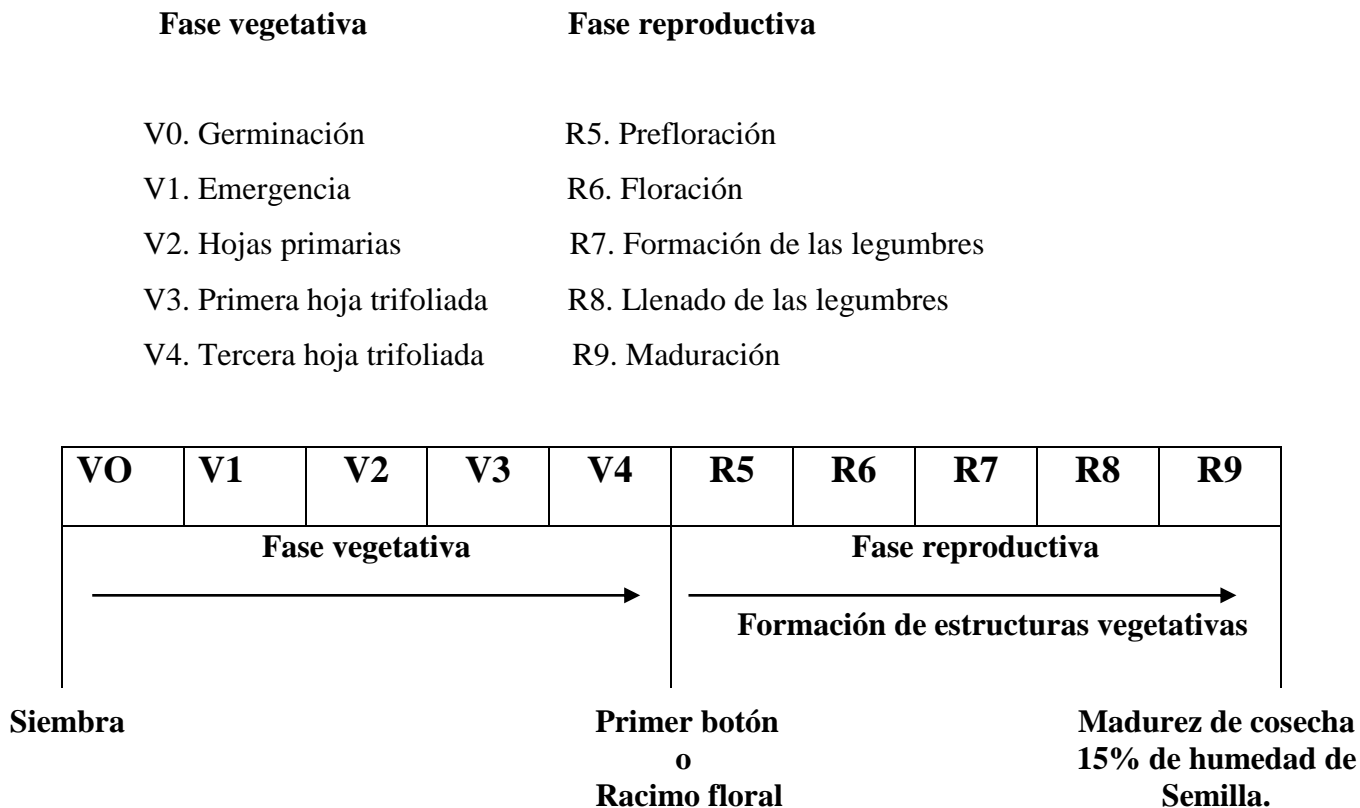 Fase vegetativa Fase reproductiva
V0. Germinación R5. Prefloración
V1. Emergencia R6. Floración
V2. Hojas primarias R7. Formación de las legumbres
V3. Primera hoja trifoliada R8. Llenado de las legumbres
V4. Tercera hoja trifoliada R9. Maduración
VO V1 V2 V3 V4 R5 R6 R7 R8 R9
Fase vegetativa Fase reproductiva
Formación de estructuras vegetativas
Siembra Primer botón Madurez de cosecha
o 15% de humedad de
Racimo floral Semilla.